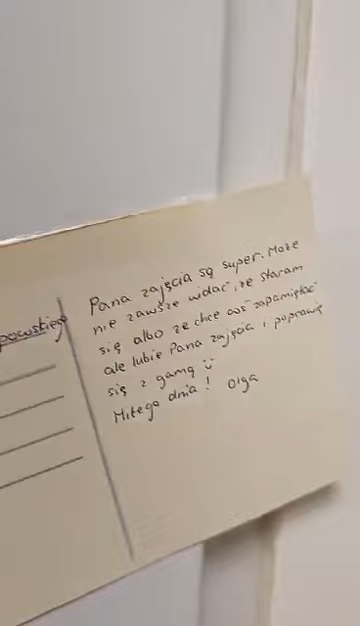 powskiego
Pana zajęcia są super. Może
nie zawsze widać, że staram
się albo że chcę coś zapamiętać
ale lubię Pana zajęcia i poprawię
się z gamą ü
Miłego dnia! Olga